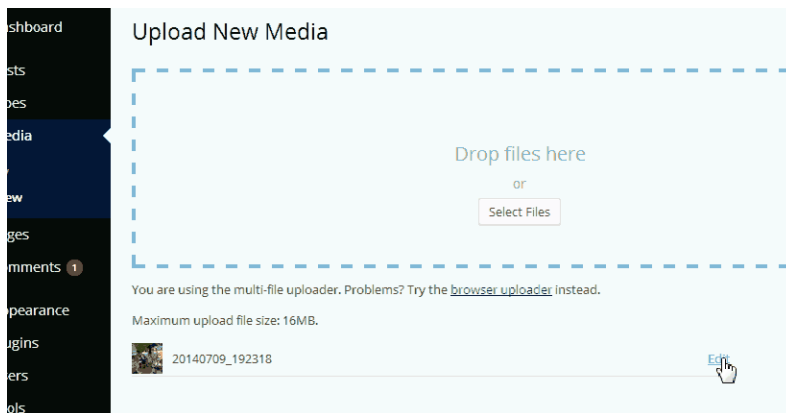 shboard
sts
pes
edia
ew
ges
mments 1
ppearance
ugins
ers
ols
Upload New Media
Drop files here
or
Select Files
You are using the multi-file uploader. Problems? Try the browser uploader instead.
Maximum upload file size: 16MB.
20140709_192318
Edit